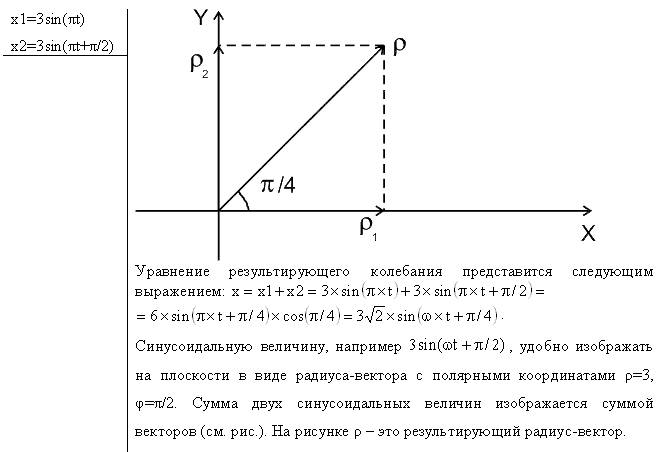 x1=3sin(πt)
x2=3sin(πt+π/2)
Y
ρ
ρ₂
π/4
ρ₁
X
Уравнение результирующего колебания представится следующим
выражением: x = x1+x2 = 3×sin(π×t)+3×sin(π×t+π/2)=
= 6×sin(π×t+π/4)×cos(π/4)=3√2×sin(ω×t+π/4).
Синусоидальную величину, например 3sin(ωt+π/2), удобно изображать
на плоскости в виде радиуса-вектора с полярными координатами ρ=3,
φ=π/2. Сумма двух синусоидальных величин изображается суммой
векторов (см. рис.). На рисунке ρ – это результирующий радиус-вектор.